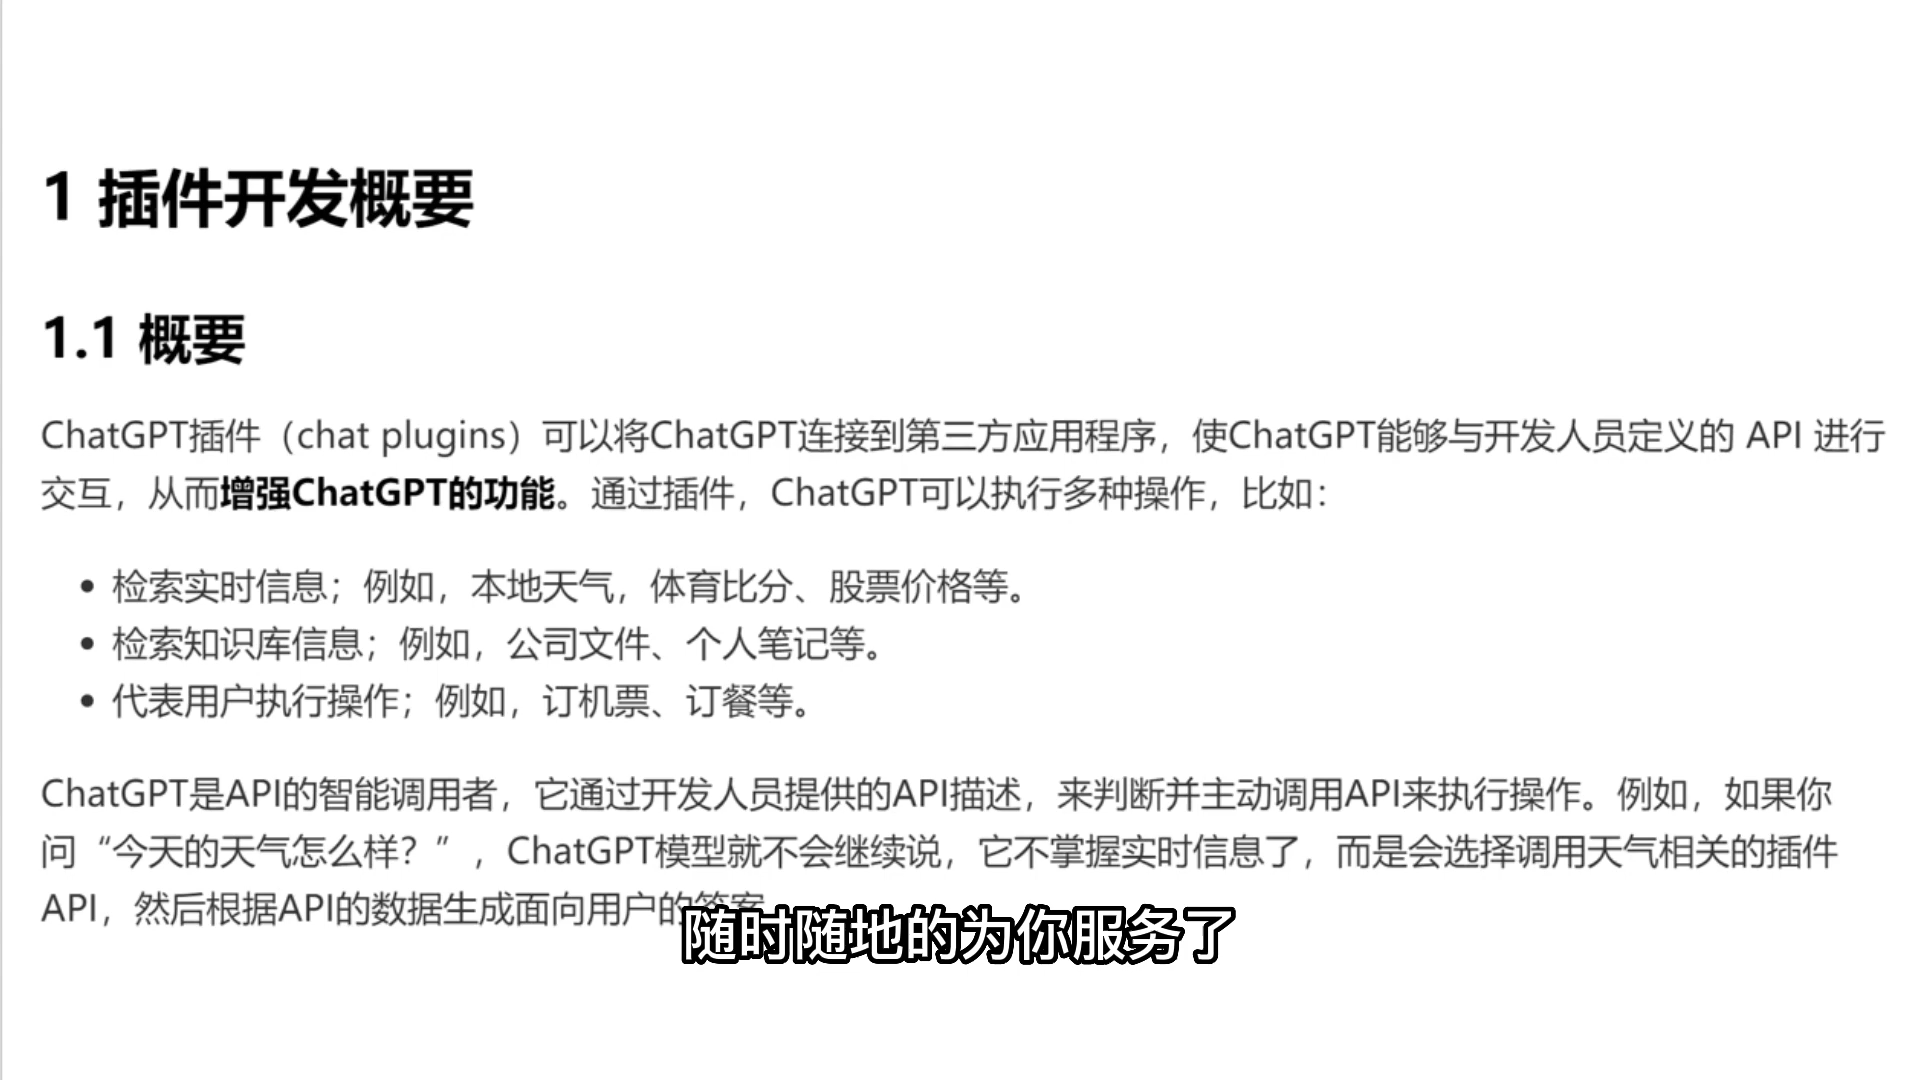 1 插件开发概要
1.1 概要
ChatGPT插件（chat plugins）可以将ChatGPT连接到第三方应用程序，使ChatGPT能够与开发人员定义的 API 进行
交互，从而增强ChatGPT的功能。通过插件，ChatGPT可以执行多种操作，比如：
• 检索实时信息；例如，本地天气，体育比分、股票价格等。
• 检索知识库信息；例如，公司文件、个人笔记等。
• 代表用户执行操作；例如，订机票、订餐等。
ChatGPT是API的智能调用者，它通过开发人员提供的API描述，来判断并主动调用API来执行操作。例如，如果你
问“今天的天气怎么样？”，ChatGPT模型就不会继续说，它不掌握实时信息了，而是会选择调用天气相关的插件
API，然后根据API的数据生成面向用户的
随时随地的为你服务了